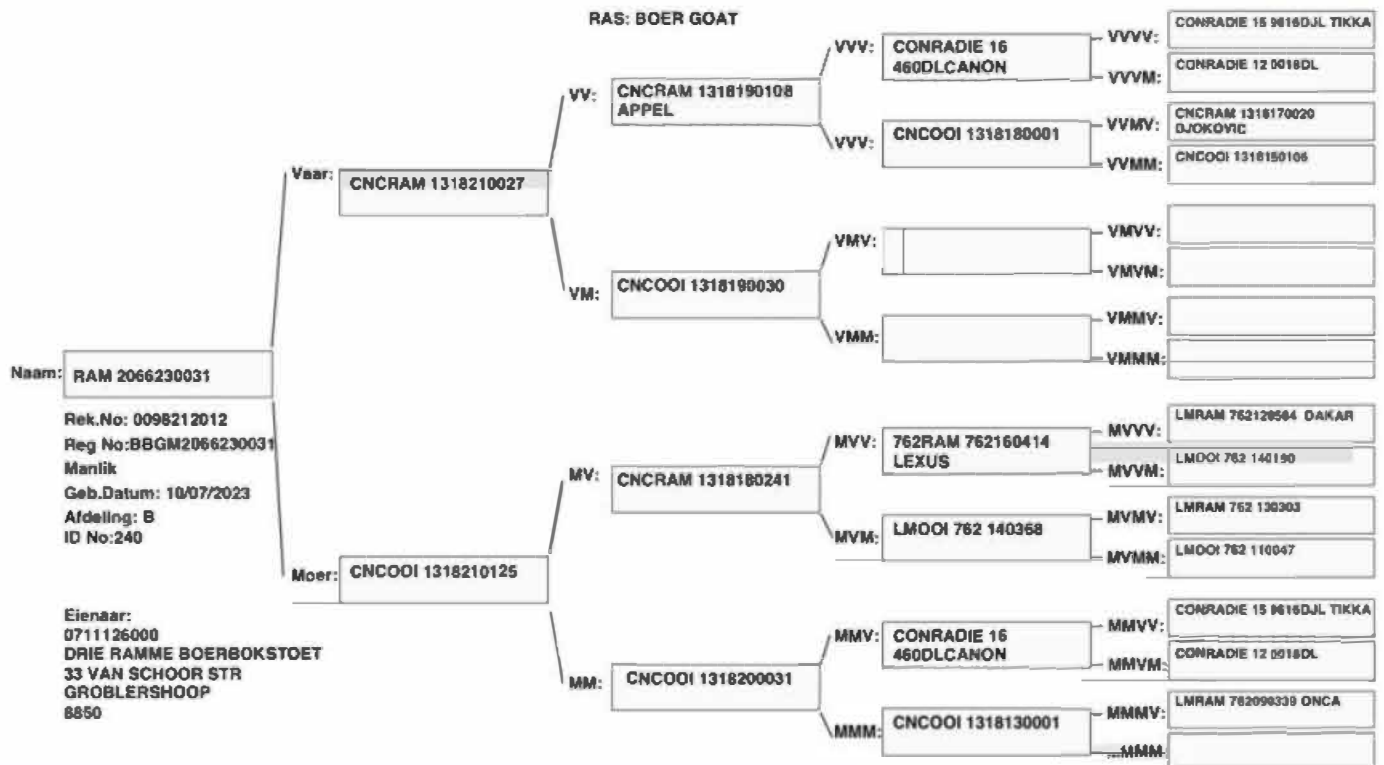 RAS: BOER GOAT
Naam: RAM 2066230031
Rek.No: 0098212012
Reg No:BBGM2066230031
Manlik
Geb.Datum: 10/07/2023
Afdeling: B
ID No:240
Eienaar:
0711126000
DRIE RAMME BOERBOKSTOET
33 VAN SCHOOR STR
GROBLERSHOOP
8850
Vaar: CNCRAM 1318210027
Moer: CNCOOI 1318210125
VV: CNCRAM 1318190108
APPEL
VM: CNCOOI 1318190030
MV: CNCRAM 1318180241
MM: CNCOOI 1318200031
VVV: CONRADIE 16
460DLCANON
VVV: CNCOOI 1318180001
VMV:
VMM:
MVV: 762RAM 762160414
LEXUS
MVM: LMOOI 762 140368
MMV: CONRADIE 16
460DLCANON
MMM: CNCOOI 1318130001
VVVV: CONRADIE 15 9616DJL TIKKA
VVVM: CONRADIE 12 0018DL
VVMV: CNCRAM 1318170020
DJOKOVIC
VVMM: CNCOOI 1318150106
VMVV:
VMVM:
VMMV:
VMMM:
MVVV: LMRAM 762120564 DAKAR
MVVM: LMOOI 762 140190
MVMV: LMRAM 762 130303
MVMM: LMOOI 762 110047
MMVV: CONRADIE 15 9616DJL TIKKA
MMVM: CONRADIE 12 0018DL
MMMV: LMRAM 762090339 ONCA
MMM